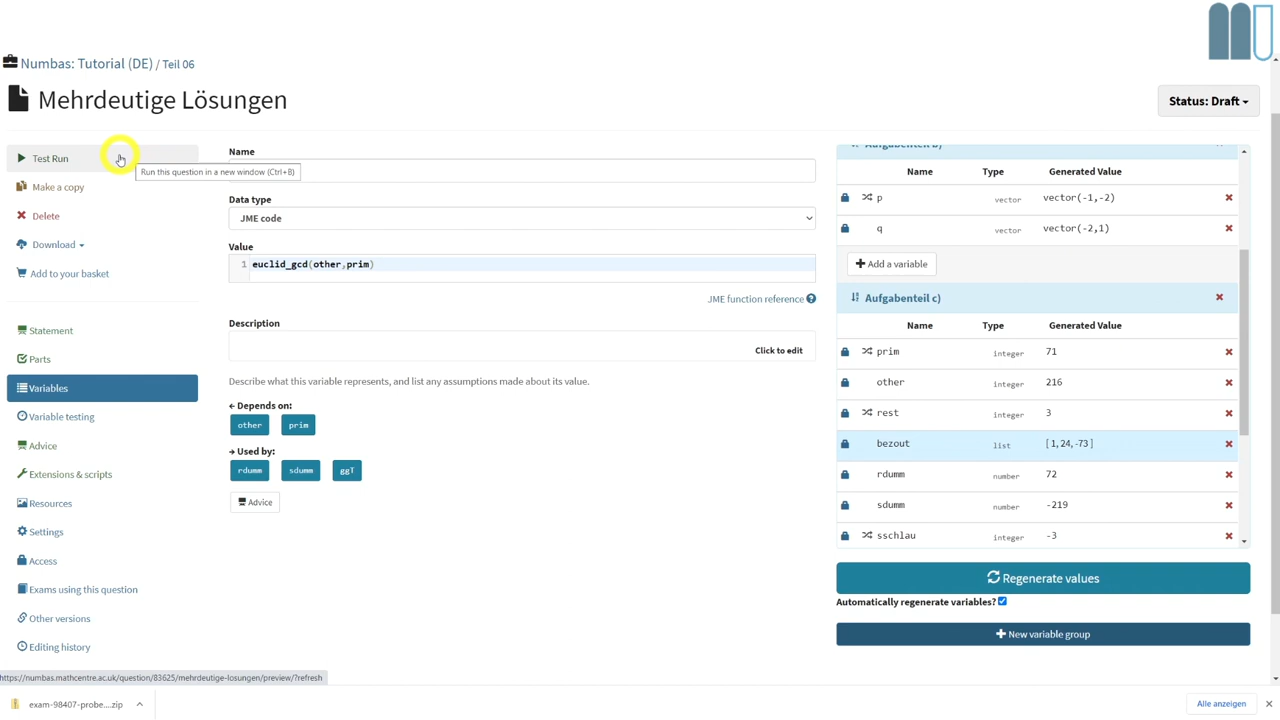 Numbas: Tutorial (DE) / Teil 06
Mehrdeutige Lösungen
Status: Draft
Test Run
Run this question in a new window (Ctrl+B)
Make a copy
Delete
Download
Add to your basket
Statement
Parts
Variables
Variable testing
Advice
Extensions & scripts
Resources
Settings
Access
Exams using this question
Other versions
Editing history
Name
Data type
JME code
Value
1 euclid_gcd(other,prim)
JME function reference
Description
Click to edit
Describe what this variable represents, and list any assumptions made about its value.
Depends on:
other prim
Used by:
rdumm sdumm ggT
Advice
Aufgabenteil b)
Name Type Generated Value
p vector vector(-1,-2)
q vector vector(-2,1)
Add a variable
Aufgabenteil c)
Name Type Generated Value
prim integer 71
other integer 216
rest integer 3
bezout list [1,24,-73]
rdumm number 72
sdumm number -219
sschlau integer -3
Regenerate values
Automatically regenerate variables?
New variable group
https://numbas.mathcentre.ac.uk/question/83625/mehrdeutige-losungen/preview/?refresh
exam-98407-probe....zip
Alle anzeigen